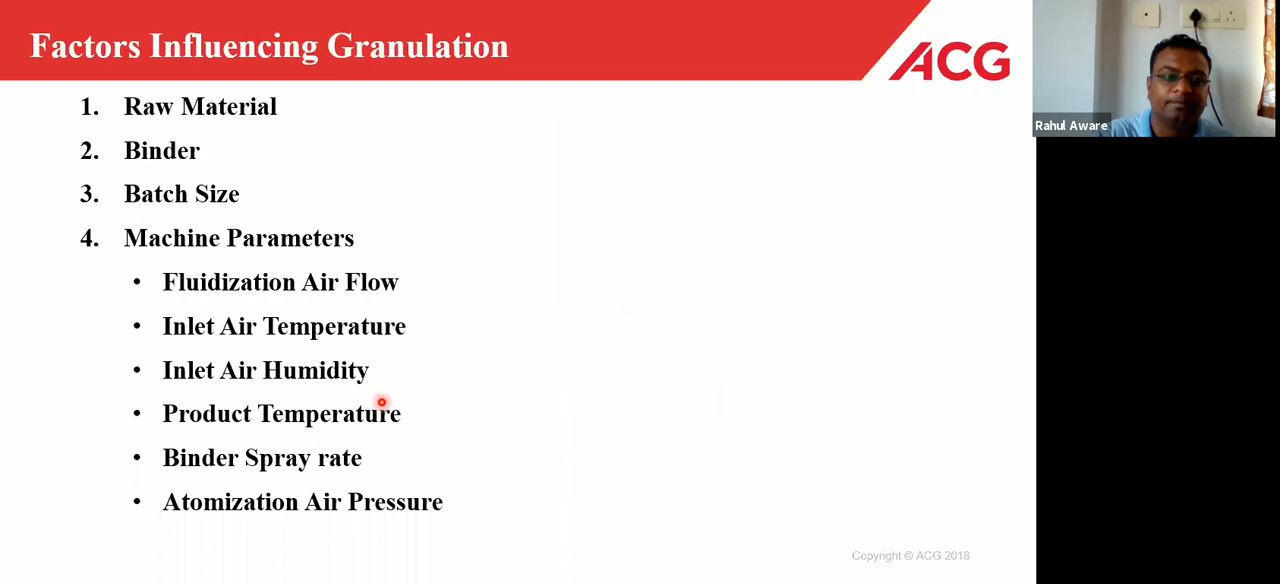 Factors Influencing Granulation
ACG
1. Raw Material
2. Binder
3. Batch Size
4. Machine Parameters
• Fluidization Air Flow
• Inlet Air Temperature
• Inlet Air Humidity
• Product Temperature
• Binder Spray rate
• Atomization Air Pressure
Copyright © ACG 2018
Rahul Aware